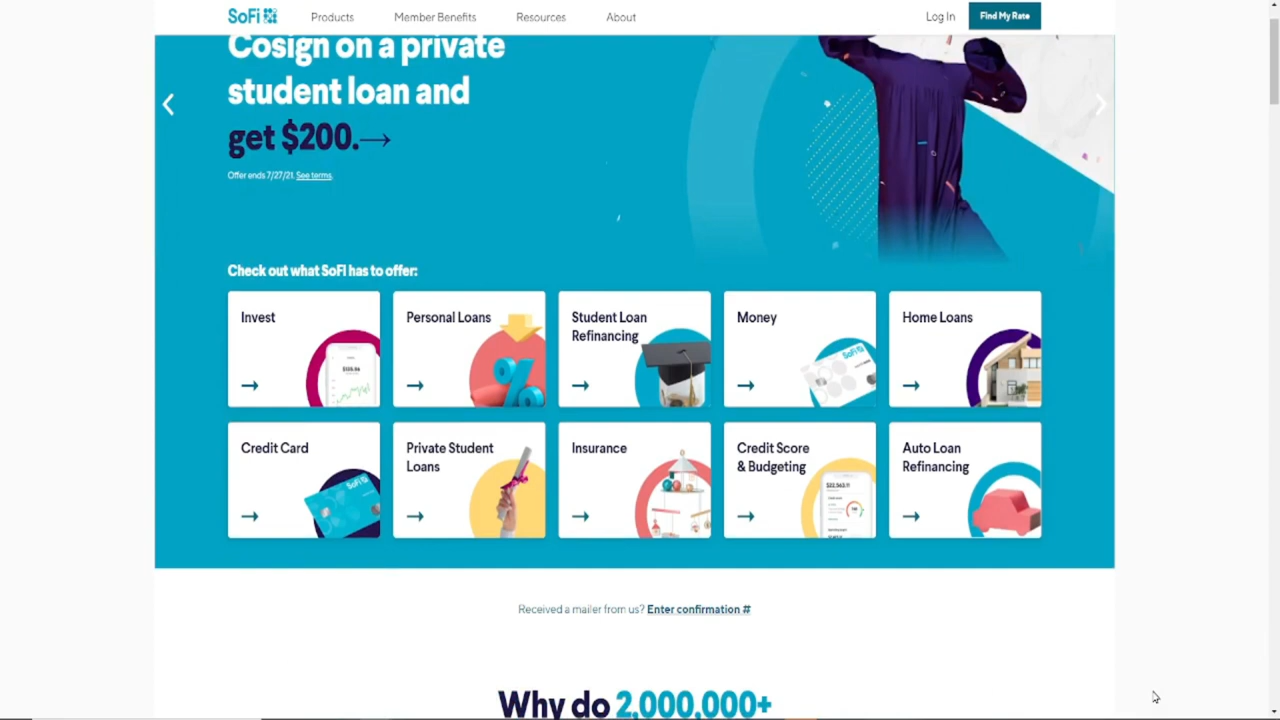 SoFi
Products
Member Benefits
Resources
About
Log In
Find My Rate
Cosign on a private
student loan and
get $200.→
Offer ends 7/27/21. See terms.
Check out what SoFi has to offer:
Invest
Personal Loans
Student Loan
Refinancing
Money
SoFi
Home Loans
Credit Card
SoFi
Private Student
Loans
Insurance
Credit Score
& Budgeting
Auto Loan
Refinancing
Received a mailer from us? Enter confirmation #
Why do 2,000,000+